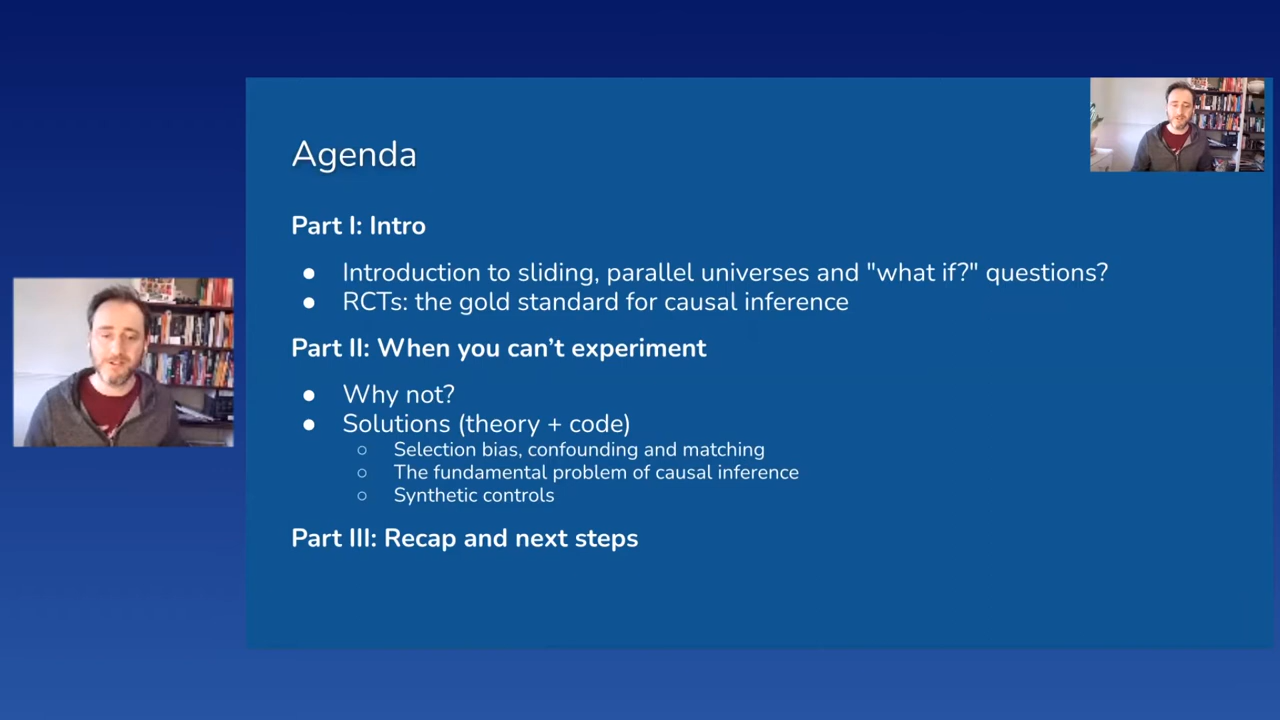 Agenda
Part I: Intro
● Introduction to sliding, parallel universes and "what if?" questions?
● RCTs: the gold standard for causal inference
Part II: When you can’t experiment
● Why not?
● Solutions (theory + code)
○ Selection bias, confounding and matching
○ The fundamental problem of causal inference
○ Synthetic controls
Part III: Recap and next steps